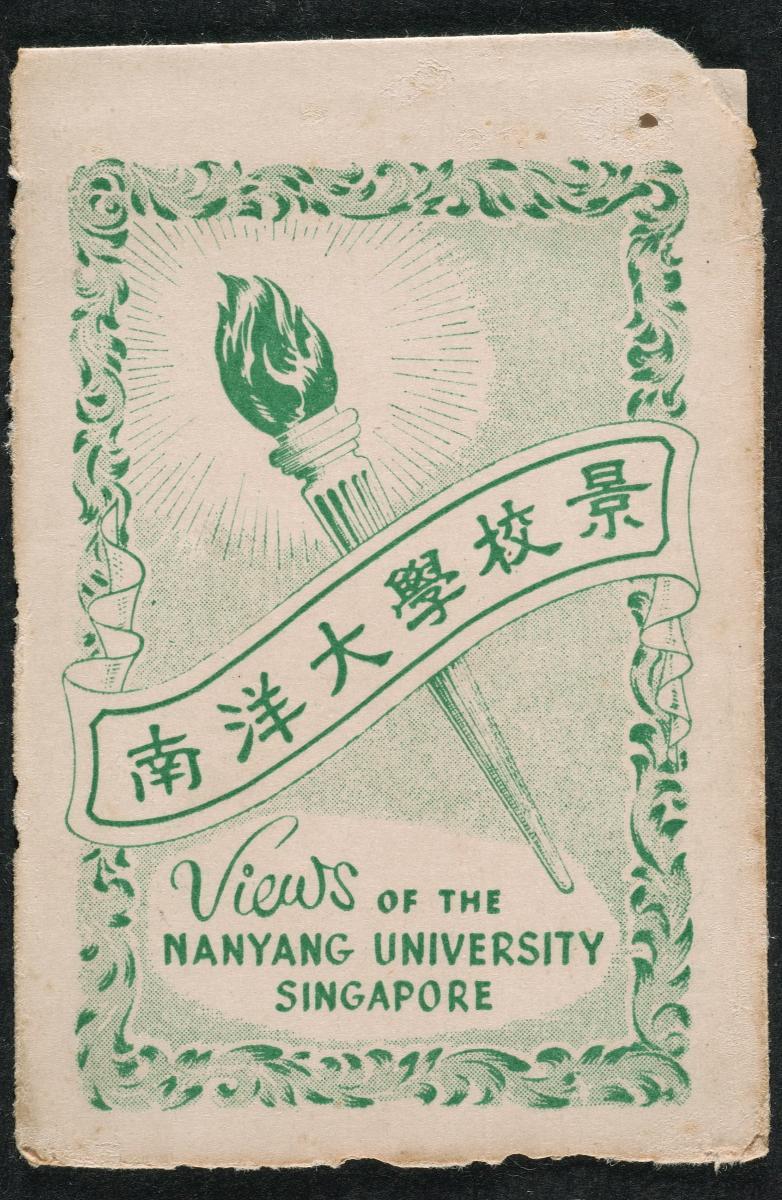 南洋大學校景
Views OF THE
NANYANG UNIVERSITY
SINGAPORE